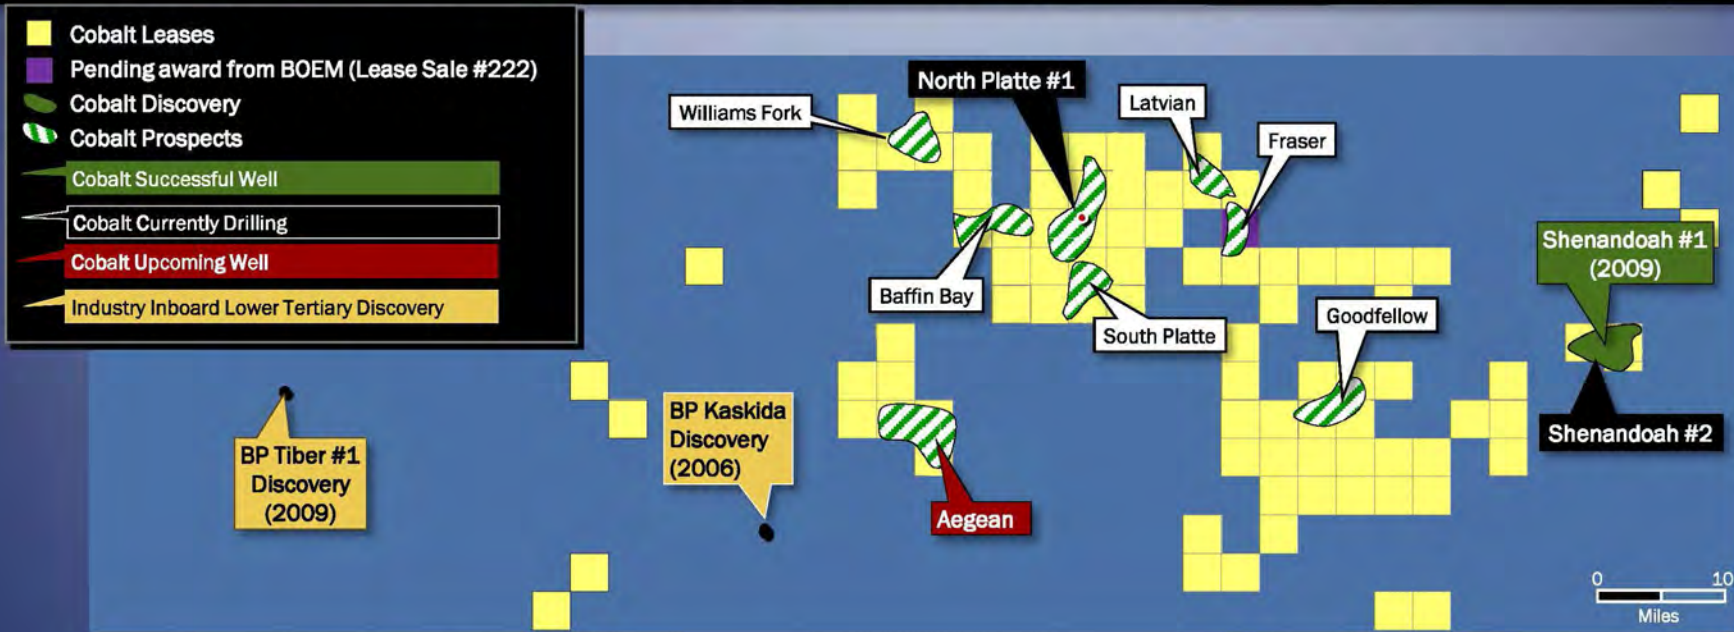 Cobalt Leases
Pending award from BOEM (Lease Sale #222)
Cobalt Discovery
Cobalt Prospects
Cobalt Successful Well
Cobalt Currently Drilling
Cobalt Upcoming Well
Industry Inboard Lower Tertiary Discovery
Williams Fork
North Platte #1
Latvian
Fraser
Baffin Bay
South Platte
Goodfellow
Shenandoah #1
(2009)
Shenandoah #2
BP Tiber #1
Discovery
(2009)
BP Kaskida
Discovery
(2006)
Aegean
0 10
Miles